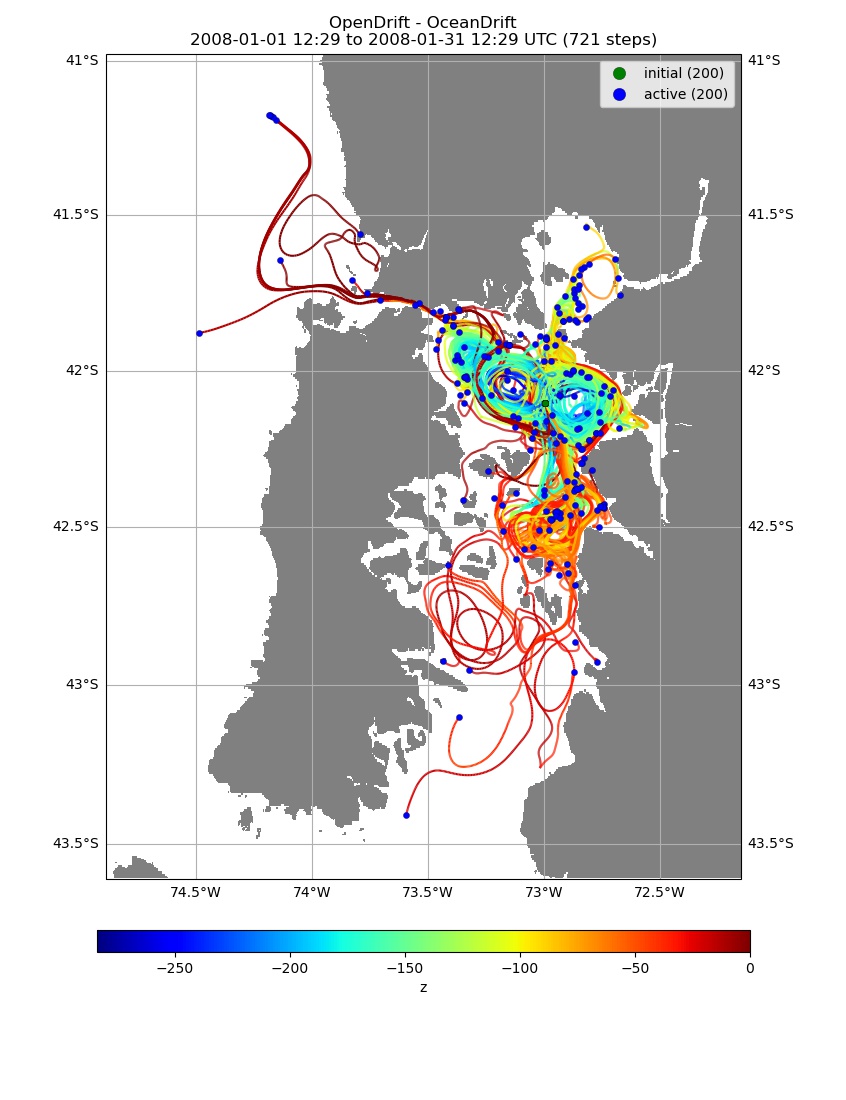 OpenDrift - OceanDrift
2008-01-01 12:29 to 2008-01-31 12:29 UTC (721 steps)
41°S
41°S
initial (200)
active (200)
41.5°S
41.5°S
42°S
42°S
42.5°S
42.5°S
43°S
43°S
43.5°S
43.5°S
74.5°W
74°W
73.5°W
73°W
72.5°W
−250
−200
−150
−100
−50
0
z